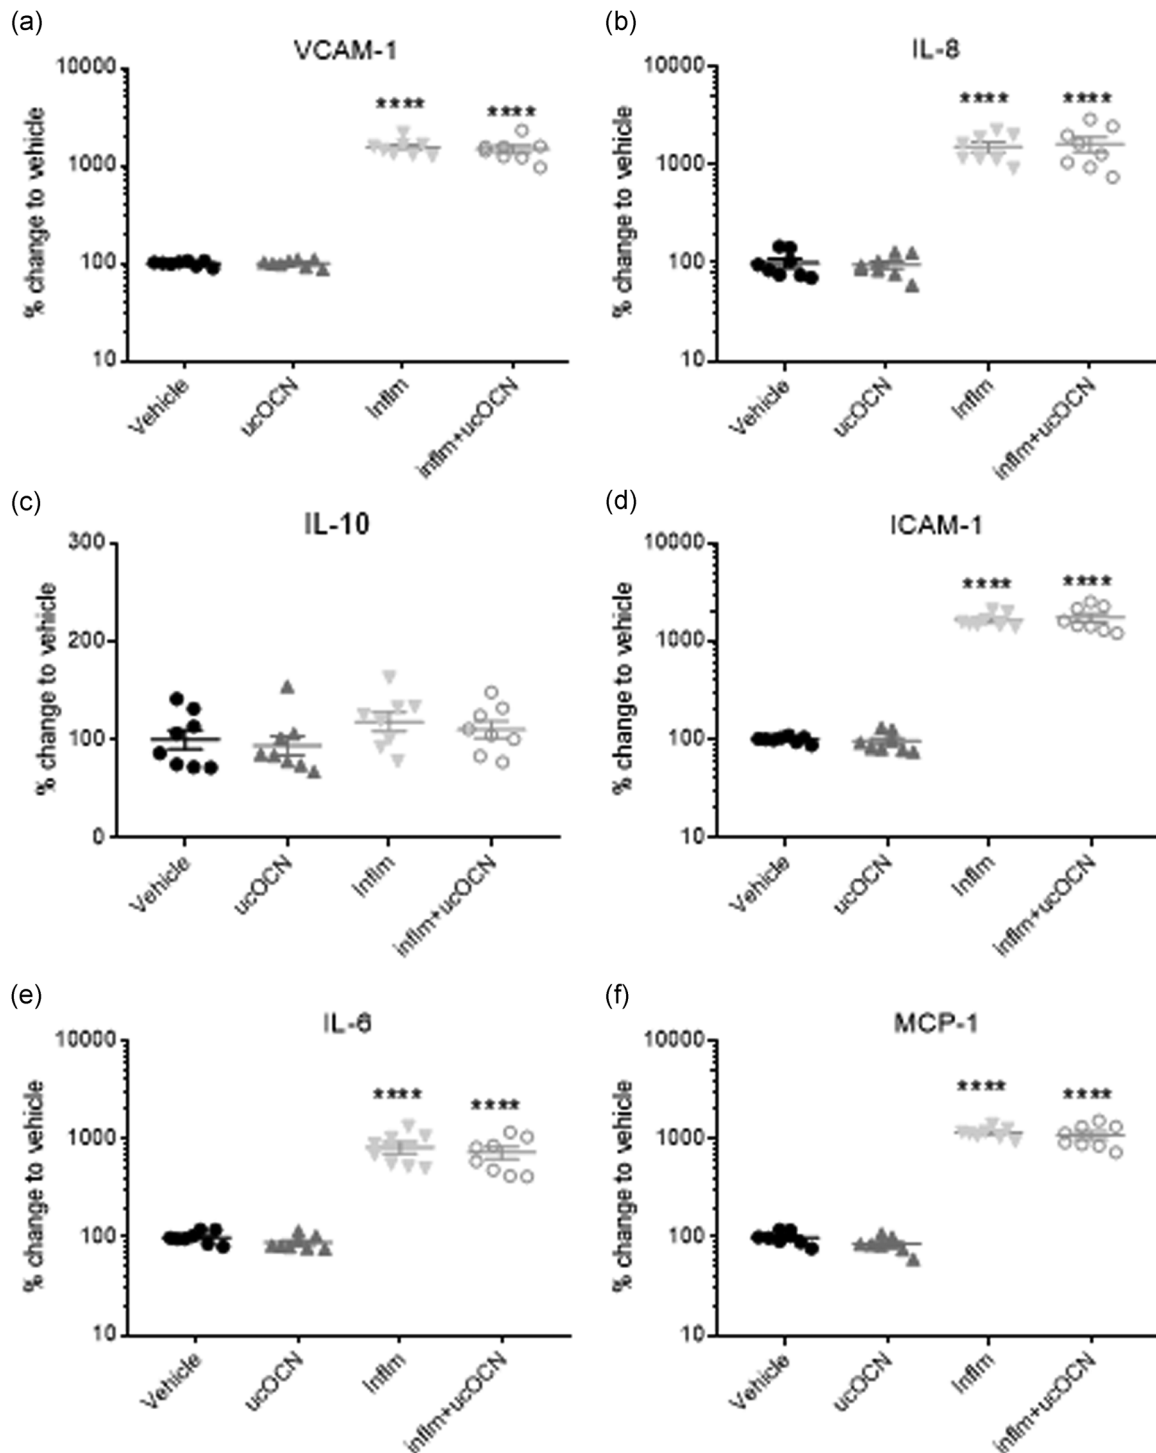 (a)
VCAM-1
% change to vehicle
10000
1000
100
10
****
****
Vehicle
ucOCN
Inflm
inflm+ucOCN
(b)
IL-8
% change to vehicle
10000
1000
100
10
****
****
Vehicle
ucOCN
Inflm
inflm+ucOCN
(c)
IL-10
% change to vehicle
300
200
100
0
Vehicle
ucOCN
Inflm
inflm+ucOCN
(d)
ICAM-1
% change to vehicle
10000
1000
100
10
****
****
Vehicle
ucOCN
Inflm
inflm+ucOCN
(e)
IL-6
% change to vehicle
10000
1000
100
10
****
****
Vehicle
ucOCN
Inflm
inflm+ucOCN
(f)
MCP-1
% change to vehicle
10000
1000
100
10
****
****
Vehicle
ucOCN
Inflm
inflm+ucOCN